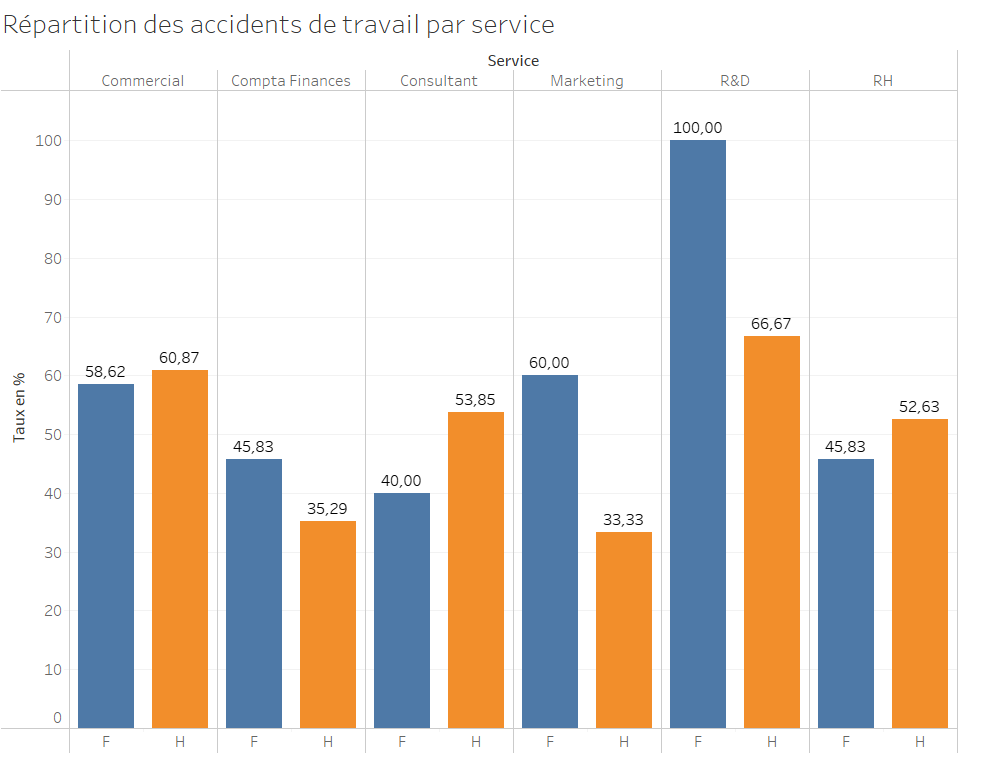 Répartition des accidents de travail par service
Service
Commercial Compta Finances Consultant Marketing R&D RH
Taux en %
100
90
80
70
60
50
40
30
20
10
0
58,62 60,87 45,83 35,29 40,00 53,85 60,00 33,33 100,00 66,67 45,83 52,63
F H F H F H F H F H F H